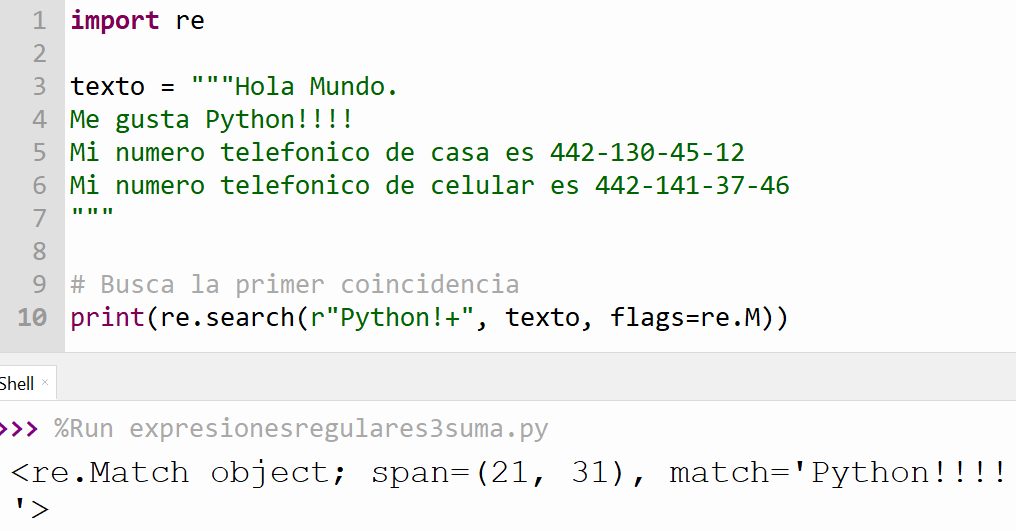 1 import re
2
3 texto = """Hola Mundo.
4 Me gusta Python!!!!
5 Mi numero telefonico de casa es 442-130-45-12
6 Mi numero telefonico de celular es 442-141-37-46
7 """
8
9 # Busca la primer coincidencia
10 print(re.search(r"Python!+", texto, flags=re.M))
Shell ×
>>> %Run expresionesregulares3suma.py
<re.Match object; span=(21, 31), match='Python!!!!
'>